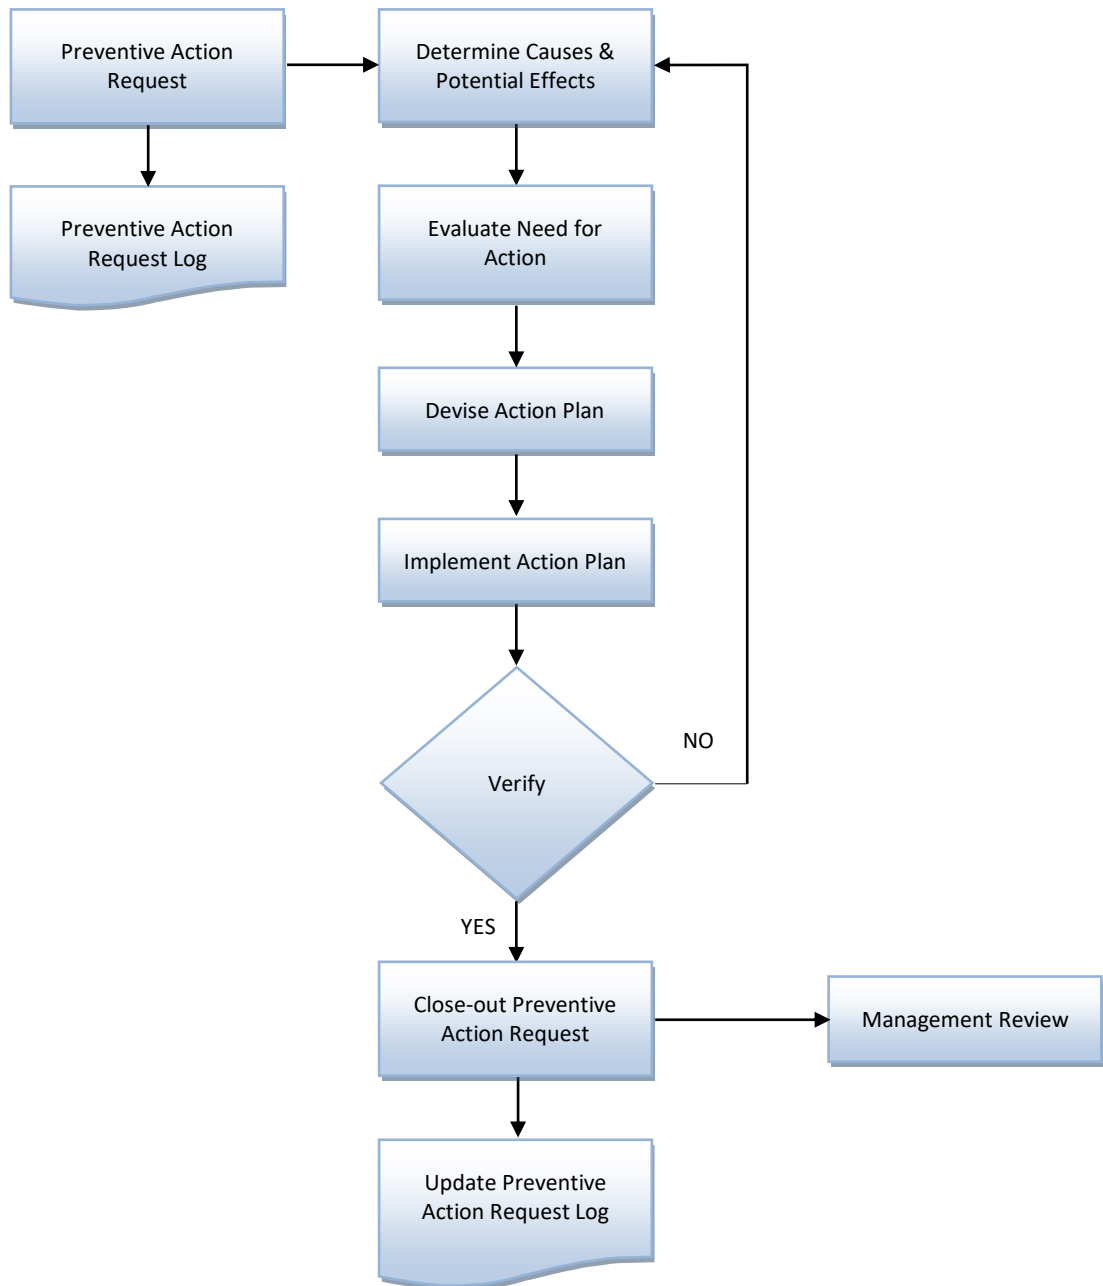 Preventive Action
Request
Determine Causes &
Potential Effects
Preventive Action
Request Log
Evaluate Need for
Action
Devise Action Plan
Implement Action Plan
NO
Verify
YES
Close-out Preventive
Action Request
Management Review
Update Preventive
Action Request Log